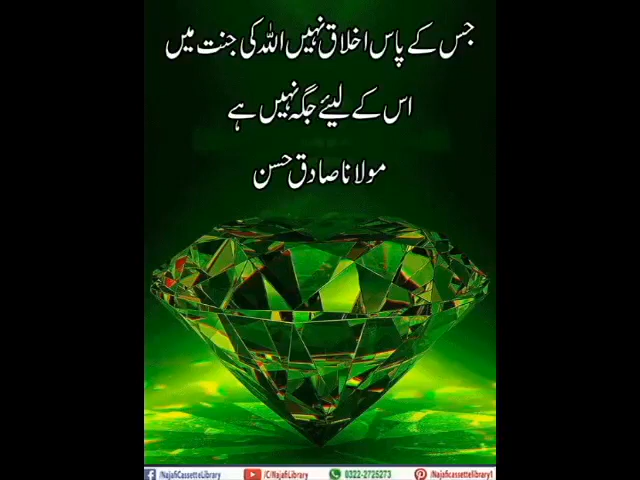 جس کے پاس اخلاق نہیں اللہ کی جنت میں
اس کے لیئے جگہ نہیں ہے
مولانا صادق حسن
/NajafiCassetteLibrary /C/NajafiLibrary 0322-2725273 /Najaficassettelibrary1